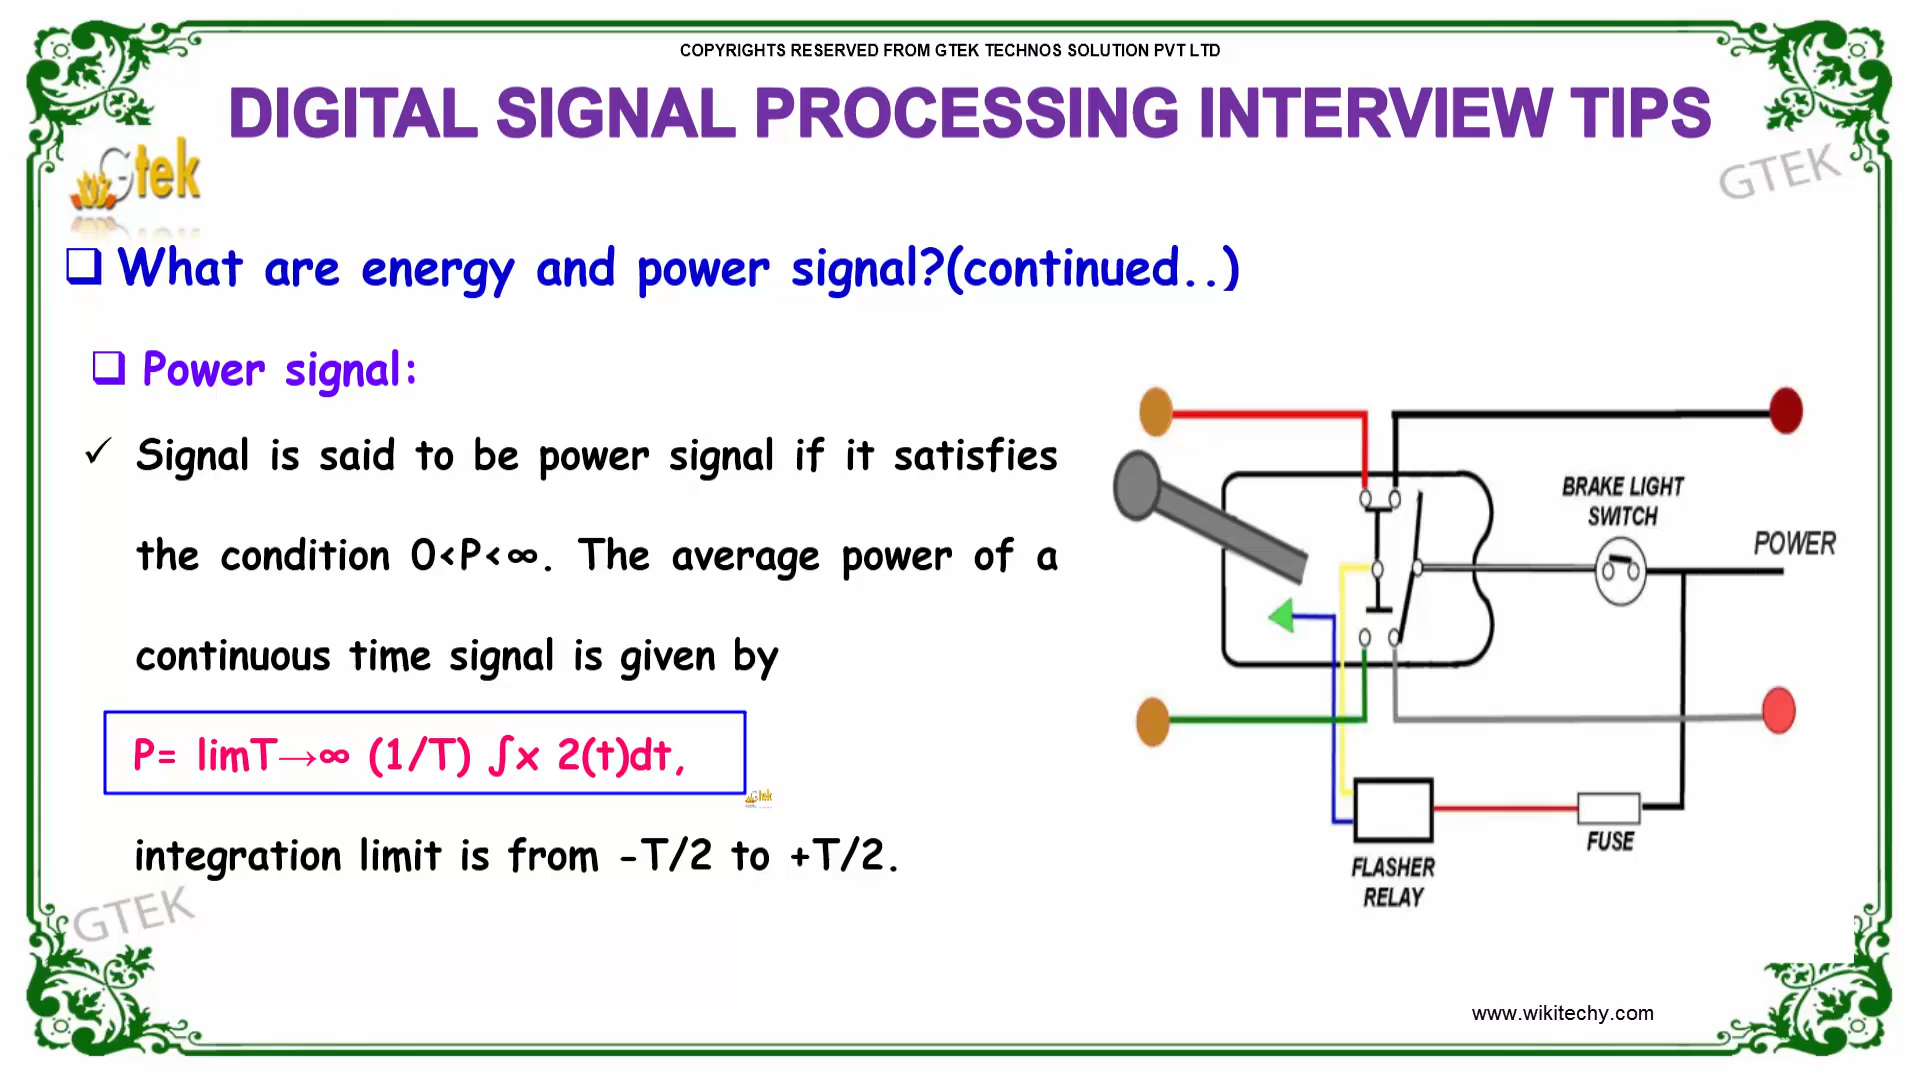 COPYRIGHTS RESERVED FROM GTEK TECHNOS SOLUTION PVT LTD
DIGITAL SIGNAL PROCESSING INTERVIEW TIPS
Gtek
GTEK
What are energy and power signal?(continued..)
Power signal:
✓ Signal is said to be power signal if it satisfies
the condition 0<P<∞. The average power of a
continuous time signal is given by
P= limT→∞ (1/T) ∫x 2(t)dt,
Gtek
integration limit is from -T/2 to +T/2.
BRAKE LIGHT
SWITCH
POWER
FUSE
FLASHER
RELAY
GTEK
www.wikitechy.com